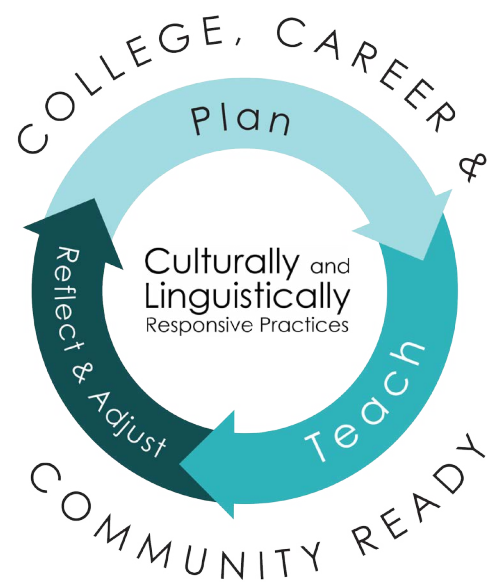 COLLEGE, CAREER &
Plan
Culturally and
Linguistically
Responsive Practices
Teach
Reflect & Adjust
COMMUNITY READY